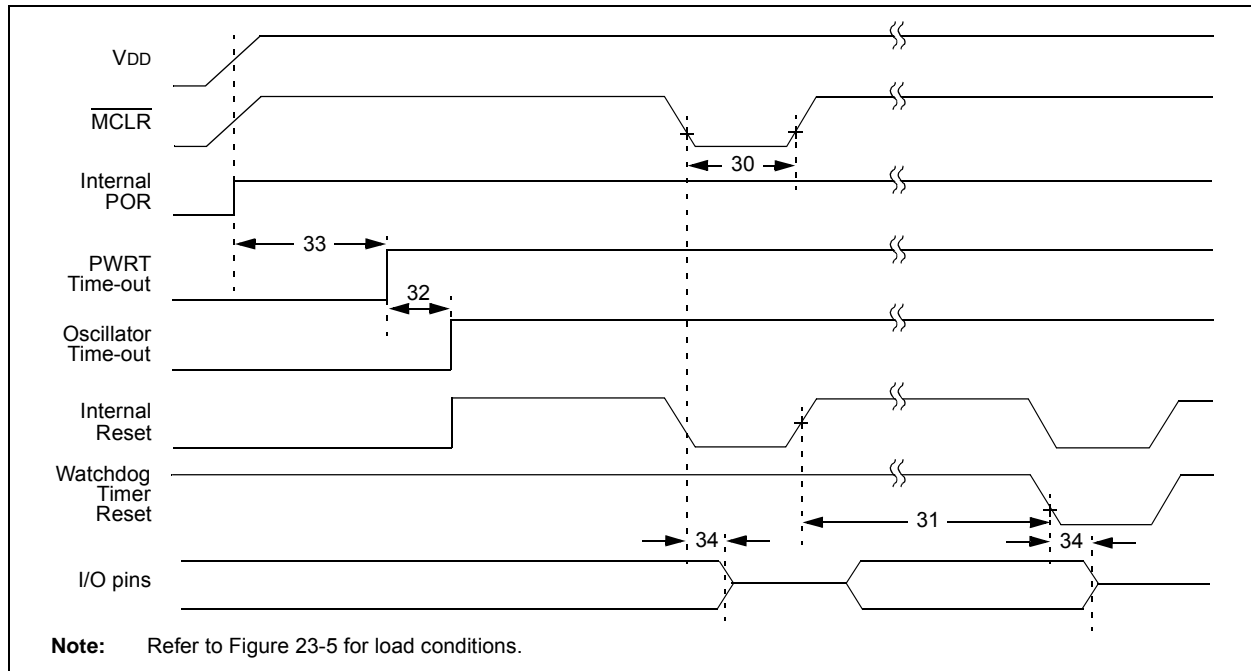 VDD
MCLR
30
Internal
POR
33
PWRT
Time-out
32
Oscillator
Time-out
Internal
Reset
Watchdog
Timer
Reset
31
34
34
I/O pins
Note: Refer to Figure 23-5 for load conditions.